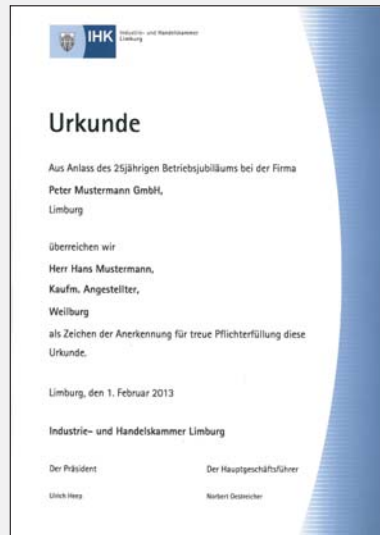 IHK
Industrie- und Handelskammer
Limburg
Urkunde
Aus Anlass des 25jährigen Betriebsjubiläums bei der Firma
Peter Mustermann GmbH,
Limburg
überreichen wir
Herr Hans Mustermann,
Kaufm. Angestellter,
Weilburg
als Zeichen der Anerkennung für treue Pflichterfüllung diese
Urkunde.
Limburg, den 1. Februar 2013
Industrie- und Handelskammer Limburg
Der Präsident Der Hauptgeschäftsführer
Ulrich Heep Norbert Oestreicher